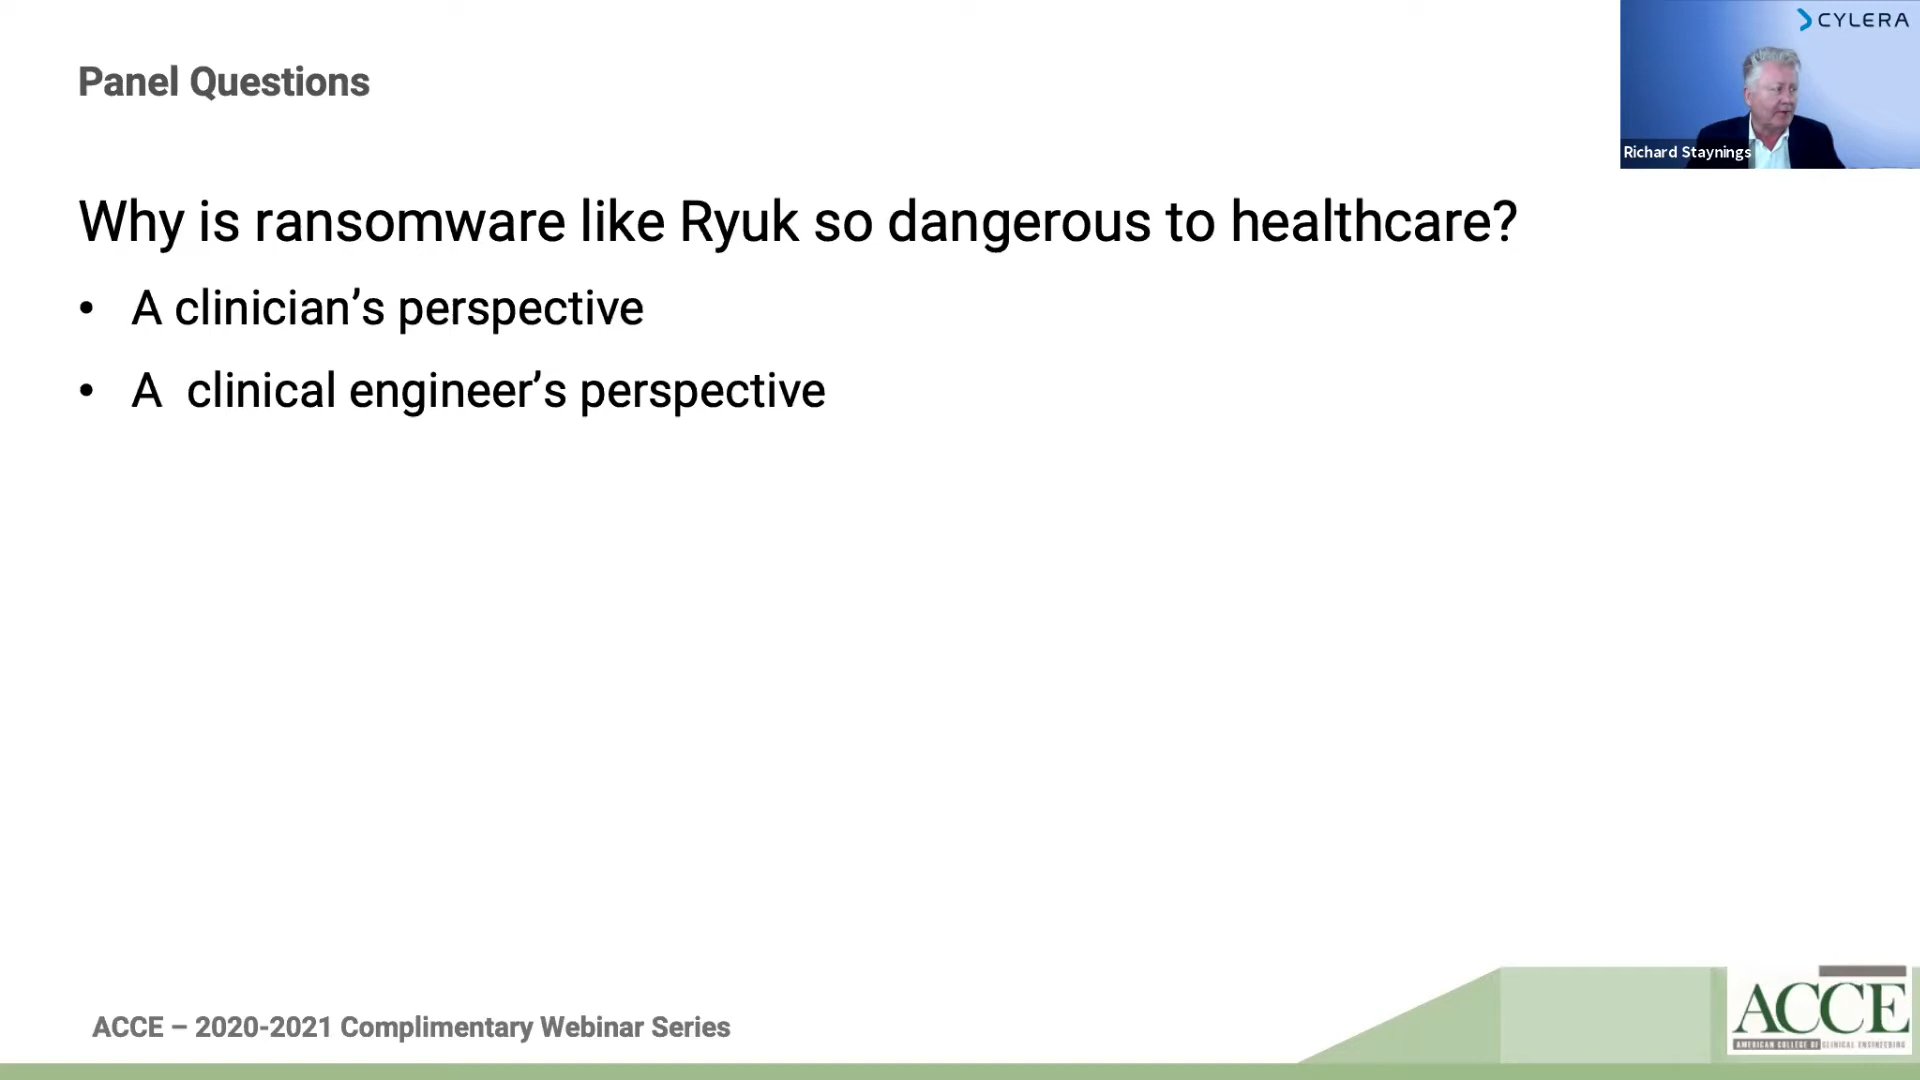 CYLERA
Panel Questions
Richard Staynings
Why is ransomware like Ryuk so dangerous to healthcare?
• A clinician’s perspective
• A  clinical engineer’s perspective
ACCE – 2020-2021 Complimentary Webinar Series
ACCE
AMERICAN COLLEGE OF CLINICAL ENGINEERING